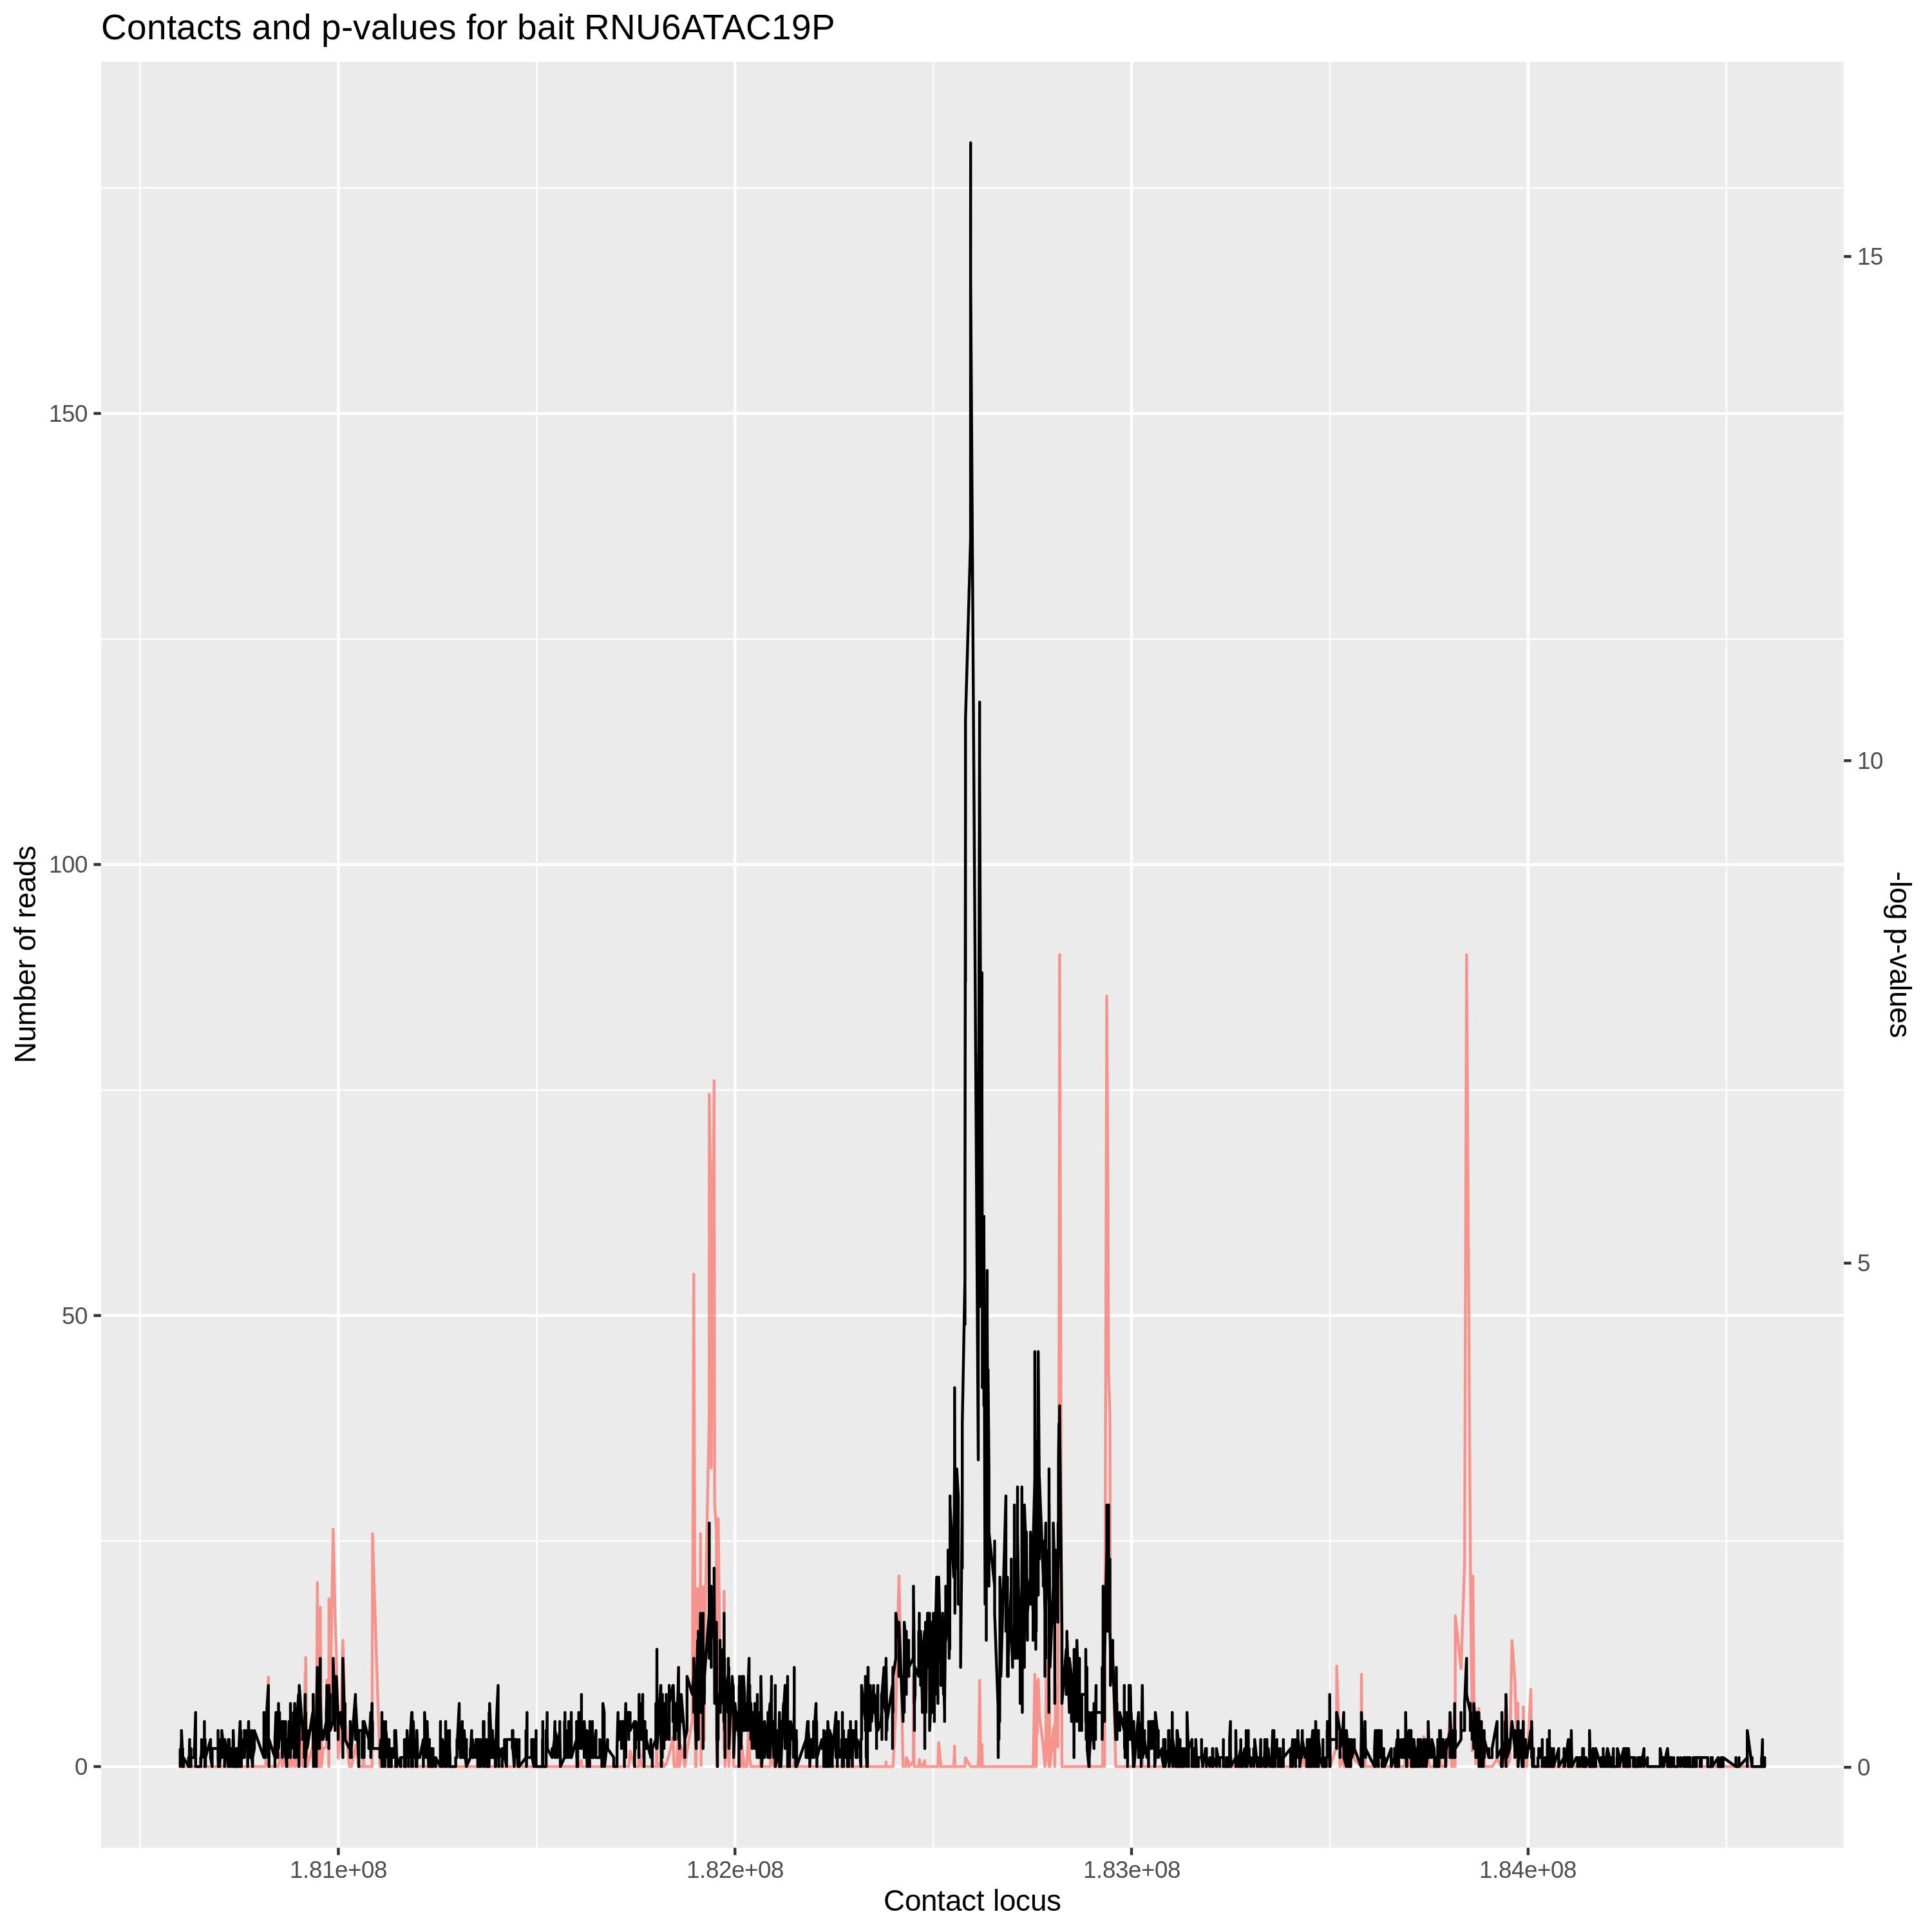 Contacts and p-values for bait RNU6ATAC19P
Number of reads
150
100
50
0
15
10
5
0
-log p-values
1.81e+08
1.82e+08
1.83e+08
1.84e+08
Contact locus